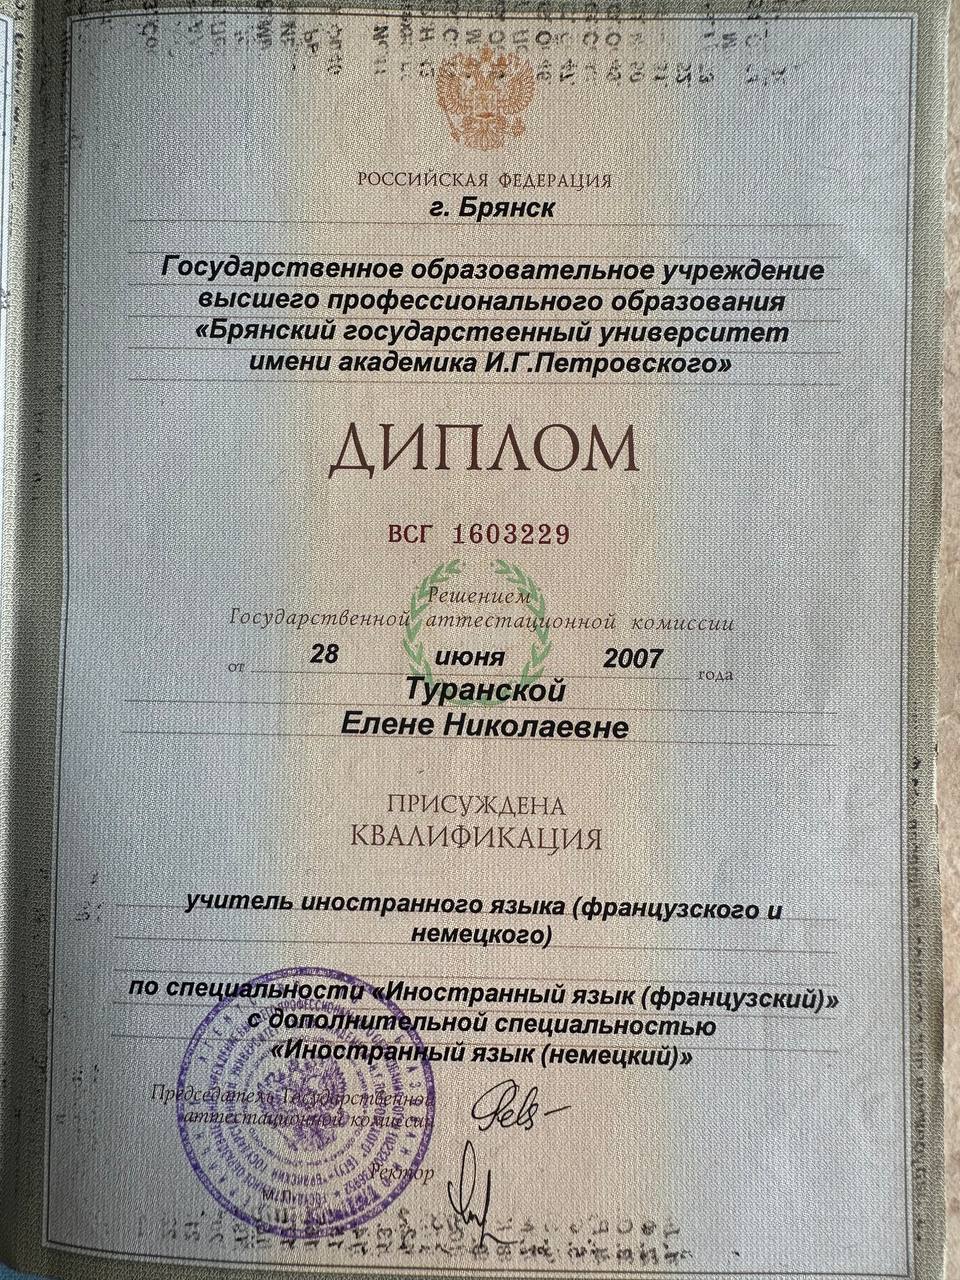 РОССИЙСКАЯ ФЕДЕРАЦИЯ
г. Брянск
Государственное образовательное учреждение
высшего профессионального образования
«Брянский государственный университет
имени академика И.Г.Петровского»
ДИПЛОМ
ВСГ 1603229
Решением
Государственной аттестационной комиссии
от 28 июня 2007 года
Туранской
Елене Николаевне
ПРИСУЖДЕНА
КВАЛИФИКАЦИЯ
учитель иностранного языка (французского и
немецкого)
по специальности «Иностранный язык (французский)»
с дополнительной специальностью
«Иностранный язык (немецкий)»
Председатель Государственной
аттестационной комиссии
Ректор